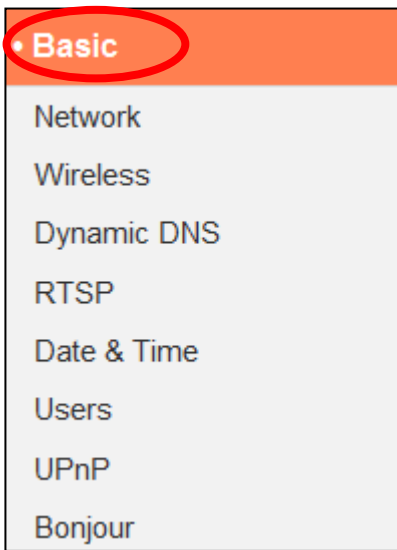 • Basic
Network
Wireless
Dynamic DNS
RTSP
Date & Time
Users
UPnP
Bonjour